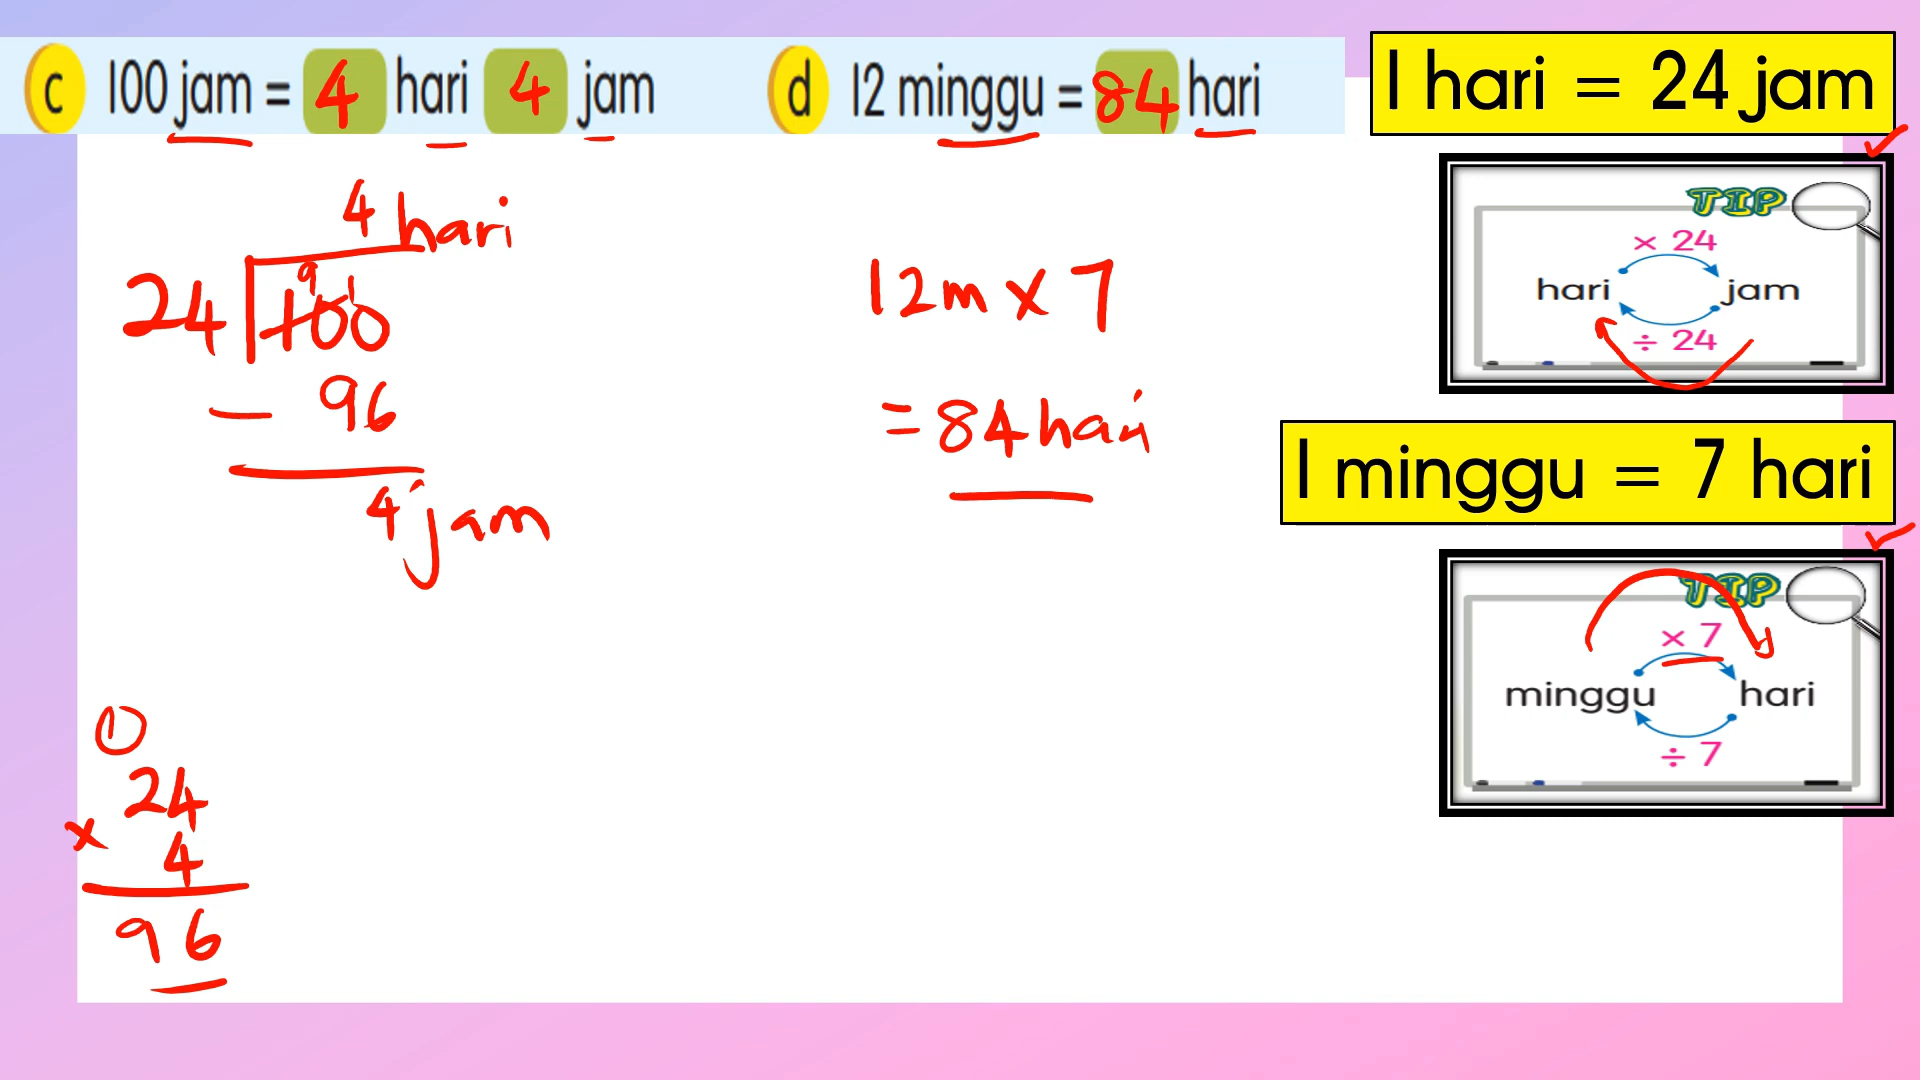 c 100 jam = 4 hari 4 jam
d 12 minggu = 84 hari
1 hari = 24 jam
4 hari
9 1
24 100
- 96
4 jam
1
24
x 4
96
12m x 7
= 84 hari
TIP
x 24
hari jam
÷ 24
1 minggu = 7 hari
TIP
x 7
minggu hari
÷ 7